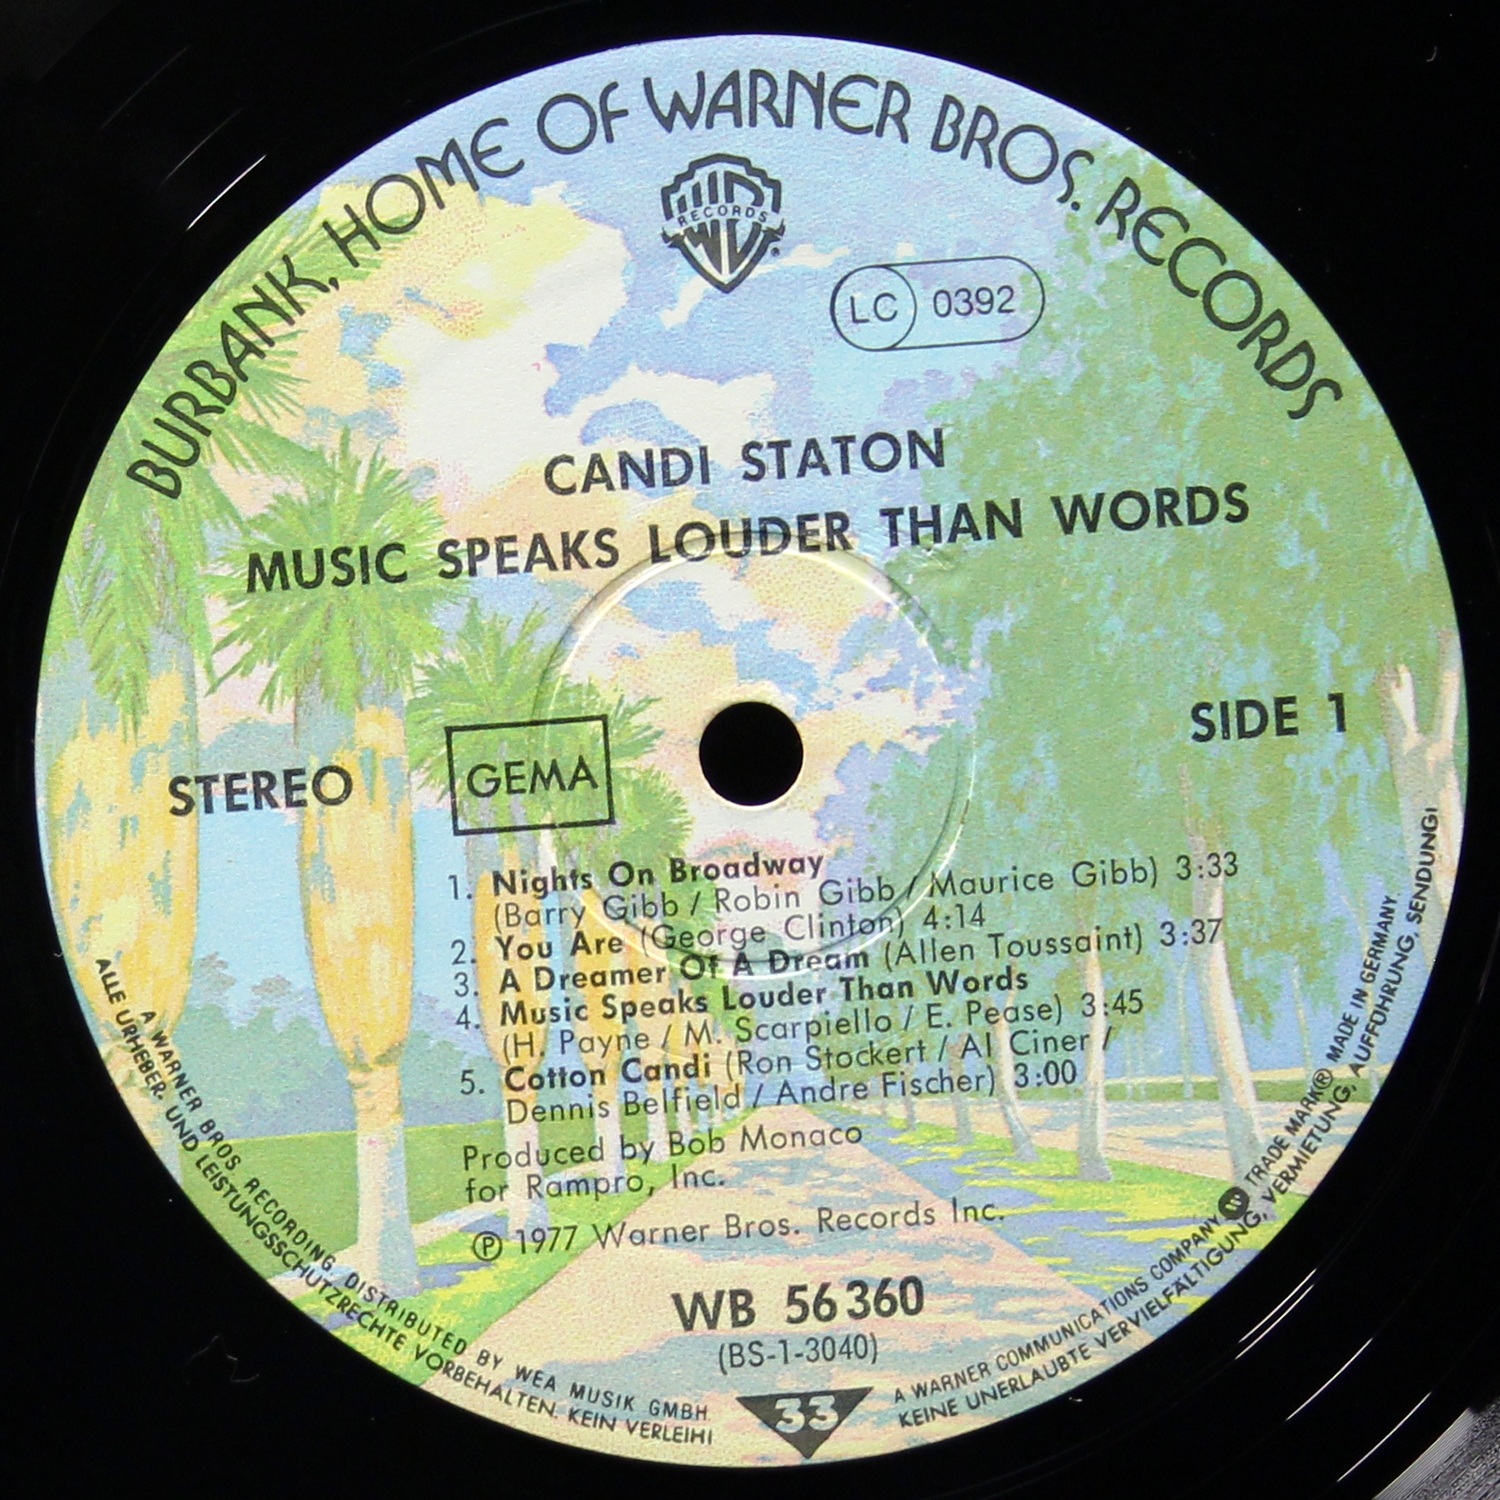 BURBANK, HOME OF WARNER BROS. RECORDS
RECORDS
LC 0392
CANDI STATON
MUSIC SPEAKS LOUDER THAN WORDS
SIDE 1
STEREO
GEMA
1. Nights On Broadway
(Barry Gibb / Robin Gibb / Maurice Gibb) 3:33
2. You Are (George Clinton) 4:14
3. A Dreamer Of A Dream (Allen Toussaint) 3:37
4. Music Speaks Louder Than Words
(H. Payne / M. Scarpiello / E. Pease) 3:45
5. Cotton Candi (Ron Stockert / Al Ciner /
Dennis Belfield / Andre Fischer) 3:00
Produced by Bob Monaco
for Rampro, Inc.
℗ 1977 Warner Bros. Records Inc.
WB 56 360
(BS-1-3040)
33
A WARNER BROS. RECORDING. DISTRIBUTED BY WEA MUSIK GMBH.
A WARNER COMMUNICATIONS COMPANY TRADE MARK® MADE IN GERMANY
ALLE URHEBER- UND LEISTUNGSSCHUTZRECHTE VORBEHALTEN. KEIN VERLEIH!
KEINE UNERLAUBTE VERVIELFÄLTIGUNG, VERMIETUNG, AUFFÜHRUNG, SENDUNG!